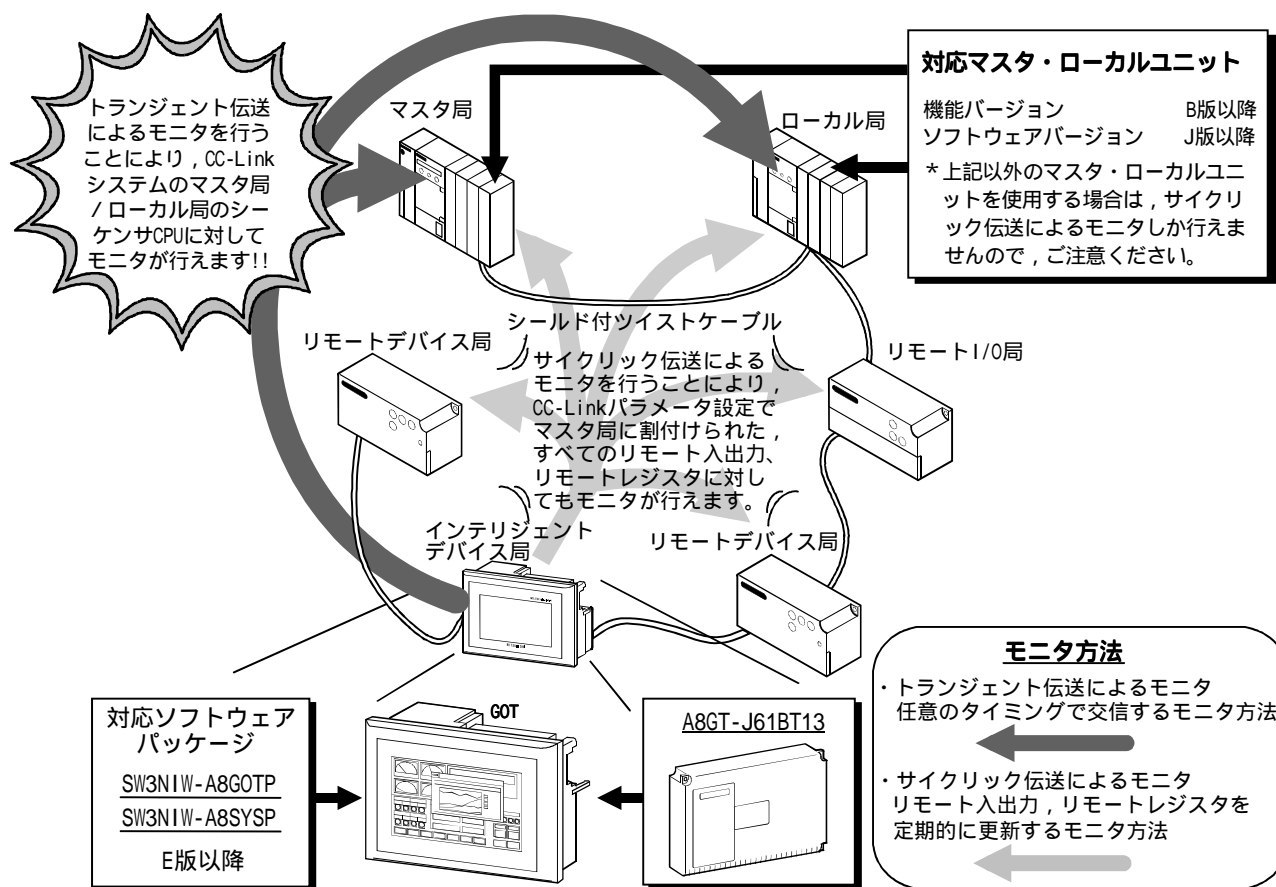 トランジェント伝送
によるモニタを行う
ことにより，CC-Link
システムのマスタ局
/ローカル局のシー
ケンサCPUに対して
モニタが行えます!!
マスタ局
ローカル局
対応マスタ・ローカルユニット
機能バージョン B版以降
ソフトウェアバージョン J版以降
*上記以外のマスタ・ローカルユニ
ットを使用する場合は，サイクリ
ック伝送によるモニタしか行えま
せんので，ご注意ください。
シールド付ツイストケーブル
リモートデバイス局
リモートI/O局
サイクリック伝送による
モニタを行うことにより，
CC-Linkパラメータ設定で
マスタ局に割付けられた，
すべてのリモート入出力、
リモートレジスタに対し
てもモニタが行えます。
インテリジェント
デバイス局
リモートデバイス局
対応ソフトウェア
パッケージ
SW3NIW-A8GOTP
SW3NIW-A8SYSP
E版以降
GOT
A8GT-J61BT13
モニタ方法
・トランジェント伝送によるモニタ
任意のタイミングで交信するモニタ方法
・サイクリック伝送によるモニタ
リモート入出力，リモートレジスタを
定期的に更新するモニタ方法